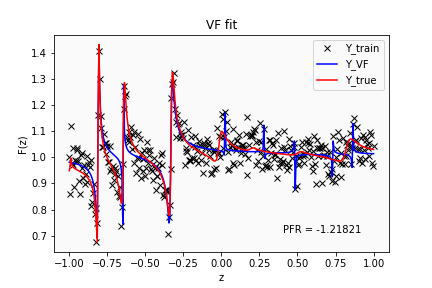 VF fit
Y_train
Y_VF
Y_true
1.4
1.3
1.2
1.1
1.0
0.9
0.8
0.7
F(z)
PFR = -1.21821
−1.00 −0.75 −0.50 −0.25 0.00 0.25 0.50 0.75 1.00
z